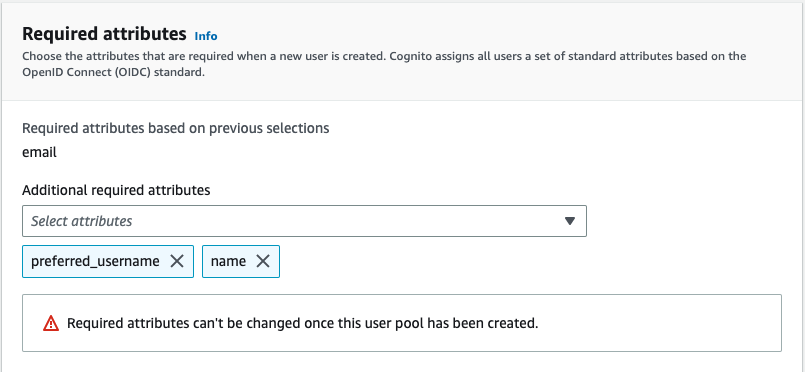 Required attributes Info
Choose the attributes that are required when a new user is created. Cognito assigns all users a set of standard attributes based on the
OpenID Connect (OIDC) standard.
Required attributes based on previous selections
email
Additional required attributes
Select attributes
preferred_username name
Required attributes can't be changed once this user pool has been created.